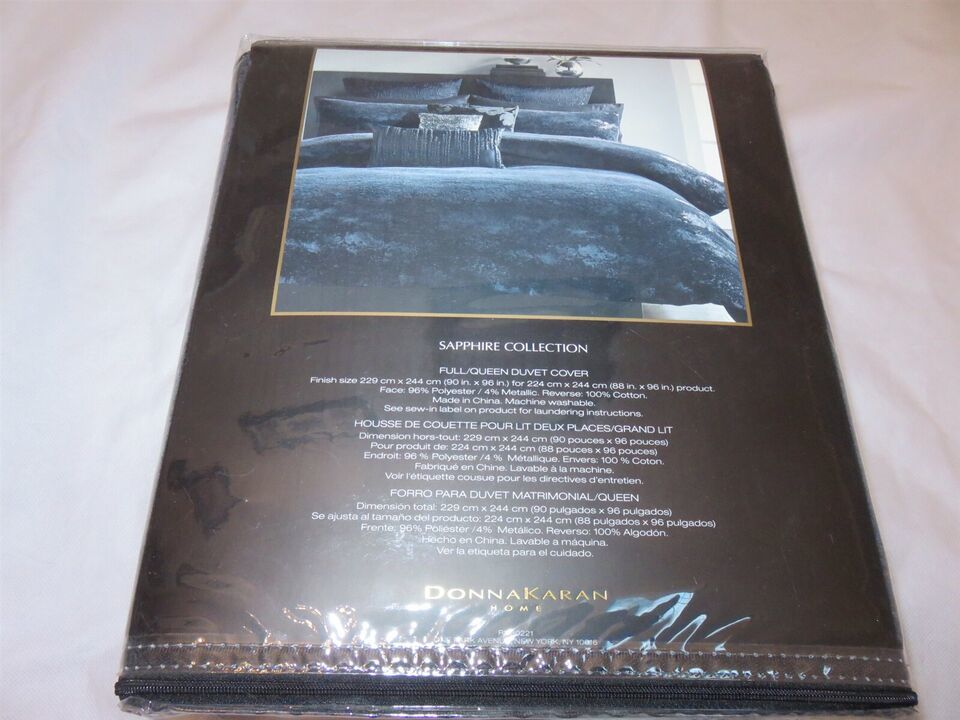 SAPPHIRE COLLECTION
FULL/QUEEN DUVET COVER
Finish size 229 cm x 244 cm (90 in. x 96 in.) for 224 cm x 244 cm (88 in. x 96 in.) product.
Face: 96% Polyester / 4% Metallic. Reverse: 100% Cotton.
Made in China. Machine washable.
See sew-in label on product for laundering instructions.
HOUSSE DE COUETTE POUR LIT DEUX PLACES/GRAND LIT
Dimension hors-tout: 229 cm x 244 cm (90 pouces x 96 pouces)
Pour produit de: 224 cm x 244 cm (88 pouces x 96 pouces)
Endroit: 96 % Polyester /4 % Métallique. Envers: 100 % Coton.
Fabriqué en Chine. Lavable à la machine.
Voir l'étiquette cousue pour les directives d'entretien.
FORRO PARA DUVET MATRIMONIAL/QUEEN
Dimensión total: 229 cm x 244 cm (90 pulgados x 96 pulgados)
Se ajusta al tamaño del producto: 224 cm x 244 cm (88 pulgados x 96 pulgados)
Frente: 96% Poliéster /4% Metálico. Reverso: 100% Algodón.
Hecho en China. Lavable a máquina.
Ver la etiqueta para el cuidado.
DONNAKARAN
HOME
PARK AVENUE, NEW YORK, NY 10016